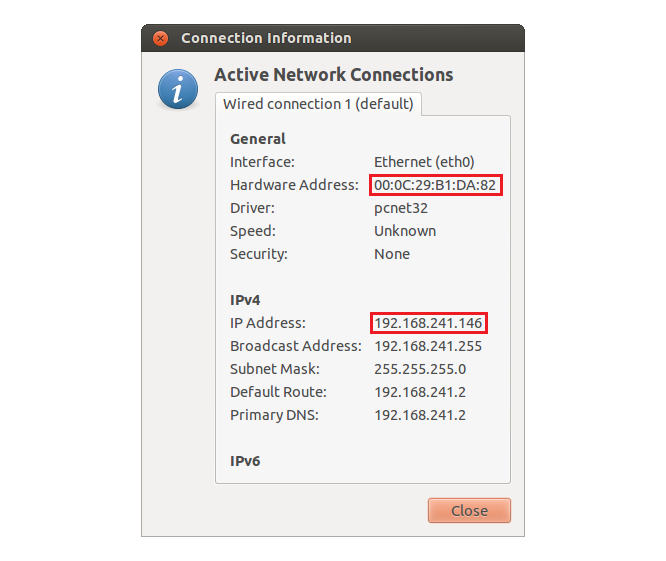 Connection Information
Active Network Connections
Wired connection 1 (default)
General
Interface: Ethernet (eth0)
Hardware Address: 00:0C:29:B1:DA:82
Driver: pcnet32
Speed: Unknown
Security: None
IPv4
IP Address: 192.168.241.146
Broadcast Address: 192.168.241.255
Subnet Mask: 255.255.255.0
Default Route: 192.168.241.2
Primary DNS: 192.168.241.2
IPv6
Close